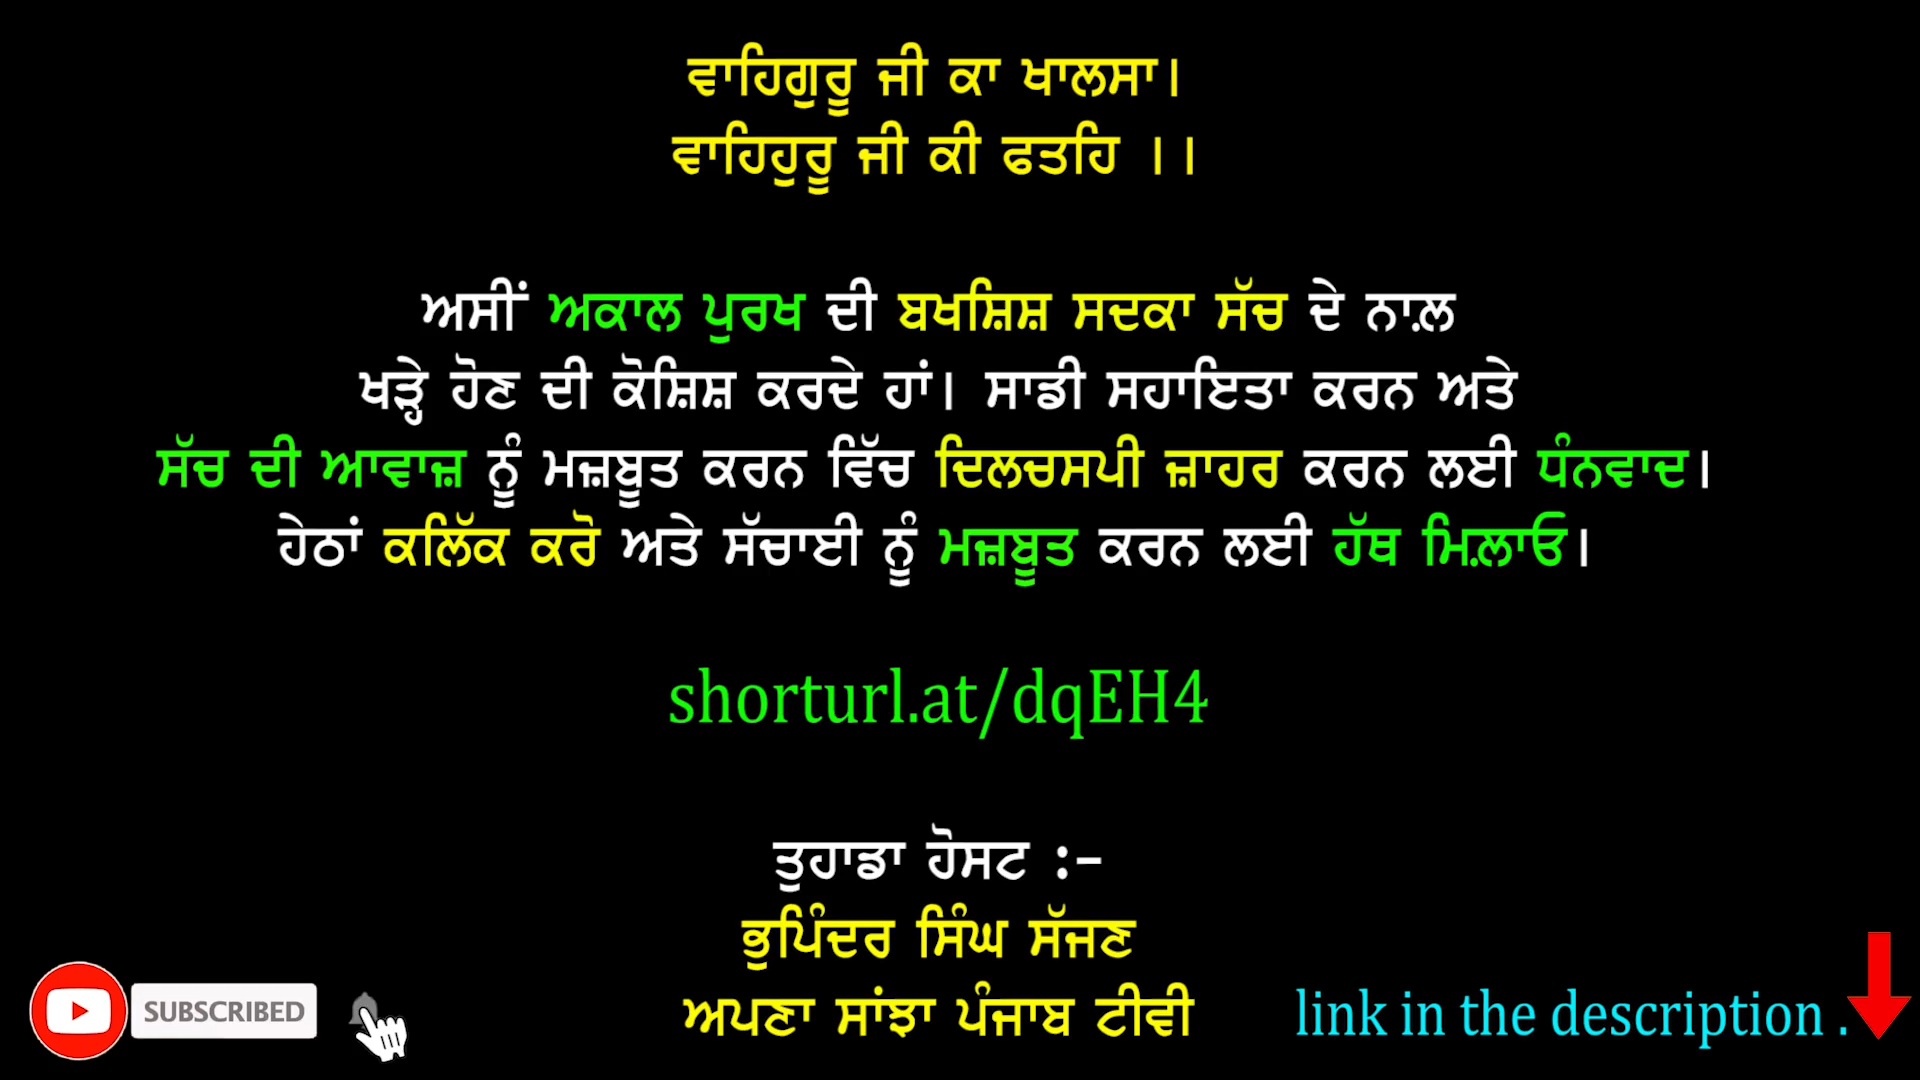 ਵਾਹਿਗੁਰੂ ਜੀ ਕਾ ਖਾਲਸਾ।
ਵਾਹਿਹੁਰੂ ਜੀ ਕੀ ਫਤਹਿ ।।
ਅਸੀਂ ਅਕਾਲ ਪੁਰਖ ਦੀ ਬਖਸ਼ਿਸ਼ ਸਦਕਾ ਸੱਚ ਦੇ ਨਾਲ਼
ਖੜ੍ਹੇ ਹੋਣ ਦੀ ਕੋਸ਼ਿਸ਼ ਕਰਦੇ ਹਾਂ। ਸਾਡੀ ਸਹਾਇਤਾ ਕਰਨ ਅਤੇ
ਸੱਚ ਦੀ ਆਵਾਜ਼ ਨੂੰ ਮਜ਼ਬੂਤ ਕਰਨ ਵਿੱਚ ਦਿਲਚਸਪੀ ਜ਼ਾਹਰ ਕਰਨ ਲਈ ਧੰਨਵਾਦ।
ਹੇਠਾਂ ਕਲਿੱਕ ਕਰੋ ਅਤੇ ਸੱਚਾਈ ਨੂੰ ਮਜ਼ਬੂਤ ਕਰਨ ਲਈ ਹੱਥ ਮਿਲ਼ਾਓ।
shorturl.at/dqEH4
ਤੁਹਾਡਾ ਹੋਸਟ :-
ਭੁਪਿੰਦਰ ਸਿੰਘ ਸੱਜਣ
ਅਪਣਾ ਸਾਂਝਾ ਪੰਜਾਬ ਟੀਵੀ
SUBSCRIBED
link in the description .